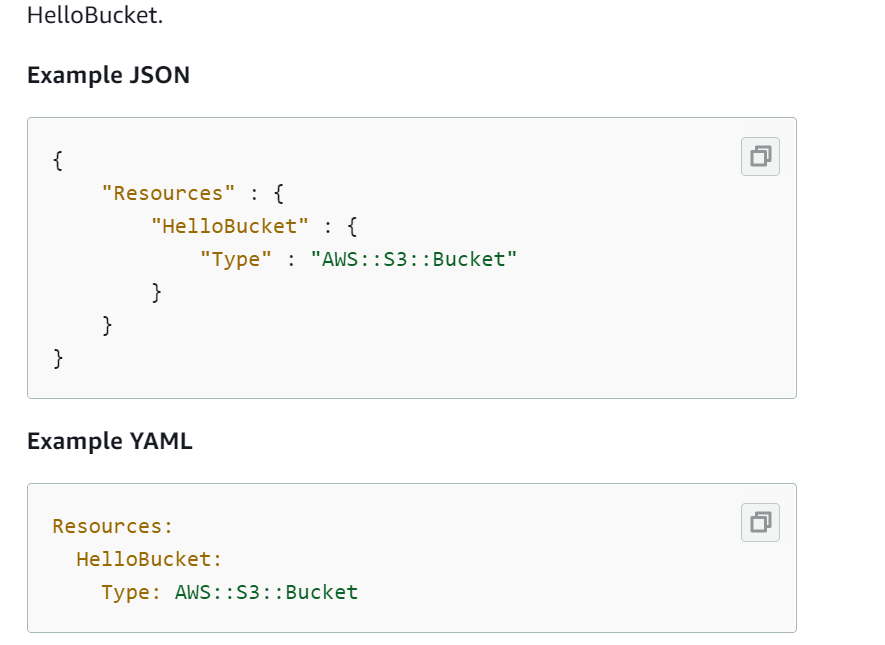 HelloBucket.
Example JSON
{
    "Resources" : {
        "HelloBucket" : {
            "Type" : "AWS::S3::Bucket"
        }
    }
}
Example YAML
Resources:
  HelloBucket:
    Type: AWS::S3::Bucket